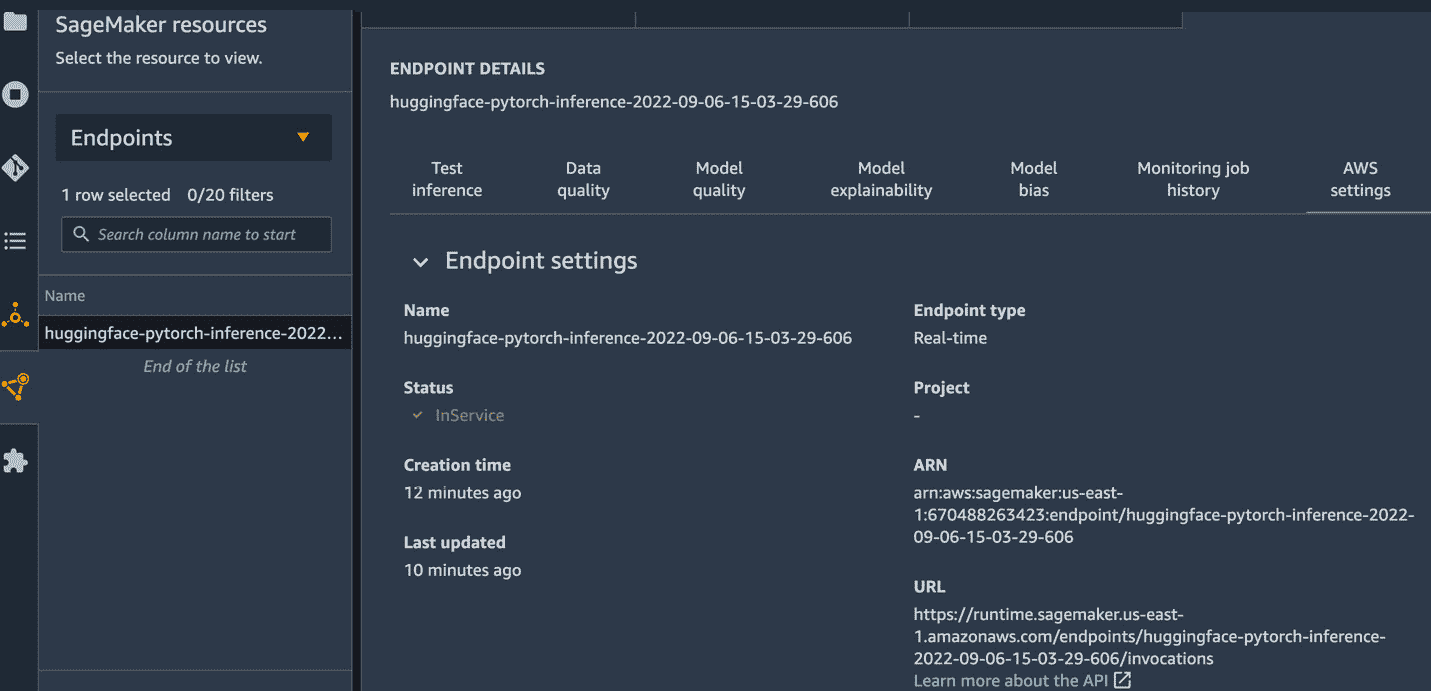 SageMaker resources
Select the resource to view.
Endpoints
1 row selected 0/20 filters
Search column name to start
Name
huggingface-pytorch-inference-2022...
End of the list
ENDPOINT DETAILS
huggingface-pytorch-inference-2022-09-06-15-03-29-606
Test inference
Data quality
Model quality
Model explainability
Model bias
Monitoring job history
AWS settings
Endpoint settings
Name
huggingface-pytorch-inference-2022-09-06-15-03-29-606
Status
InService
Creation time
12 minutes ago
Last updated
10 minutes ago
Endpoint type
Real-time
Project
-
ARN
arn:aws:sagemaker:us-east-
1:670488263423:endpoint/huggingface-pytorch-inference-2022-
09-06-15-03-29-606
URL
https://runtime.sagemaker.us-east-
1.amazonaws.com/endpoints/huggingface-pytorch-inference-
2022-09-06-15-03-29-606/invocations
Learn more about the API